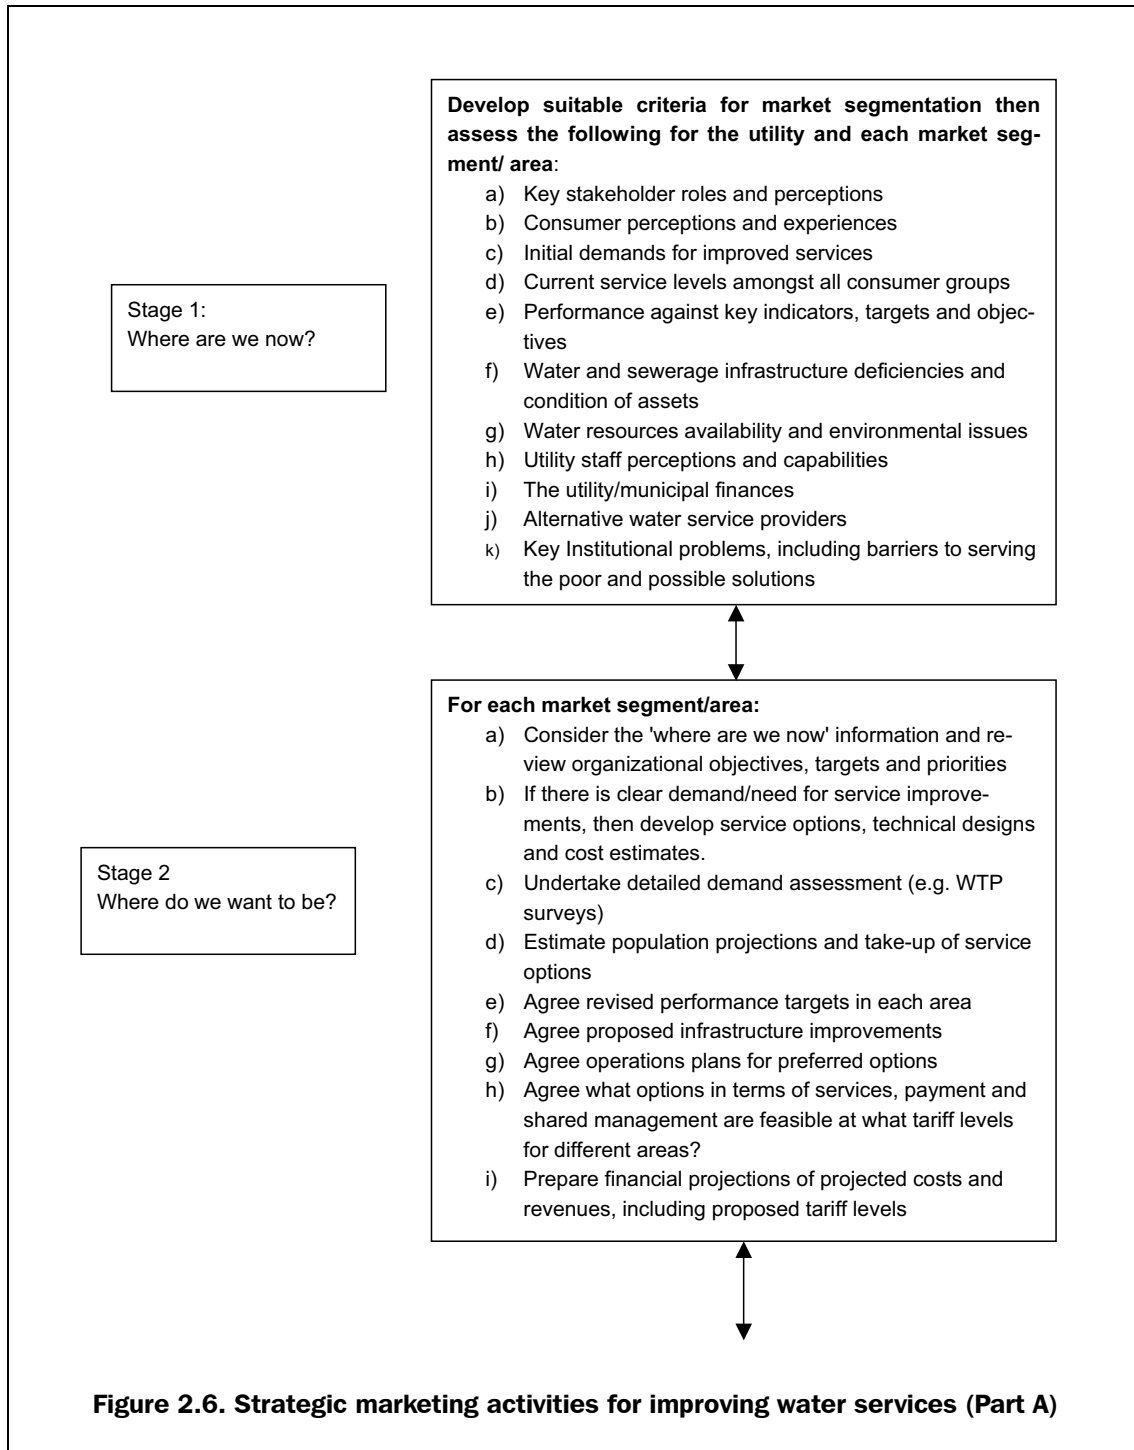 Develop suitable criteria for market segmentation then
assess the following for the utility and each market seg-
ment/ area:
a) Key stakeholder roles and perceptions
b) Consumer perceptions and experiences
c) Initial demands for improved services
d) Current service levels amongst all consumer groups
e) Performance against key indicators, targets and objec-
tives
f) Water and sewerage infrastructure deficiencies and
condition of assets
g) Water resources availability and environmental issues
h) Utility staff perceptions and capabilities
i) The utility/municipal finances
j) Alternative water service providers
k) Key Institutional problems, including barriers to serving
the poor and possible solutions
Stage 1:
Where are we now?
For each market segment/area:
a) Consider the 'where are we now' information and re-
view organizational objectives, targets and priorities
b) If there is clear demand/need for service improve-
ments, then develop service options, technical designs
and cost estimates.
c) Undertake detailed demand assessment (e.g. WTP
surveys)
d) Estimate population projections and take-up of service
options
e) Agree revised performance targets in each area
f) Agree proposed infrastructure improvements
g) Agree operations plans for preferred options
h) Agree what options in terms of services, payment and
shared management are feasible at what tariff levels
for different areas?
i) Prepare financial projections of projected costs and
revenues, including proposed tariff levels
Stage 2
Where do we want to be?
Figure 2.6. Strategic marketing activities for improving water services (Part A)